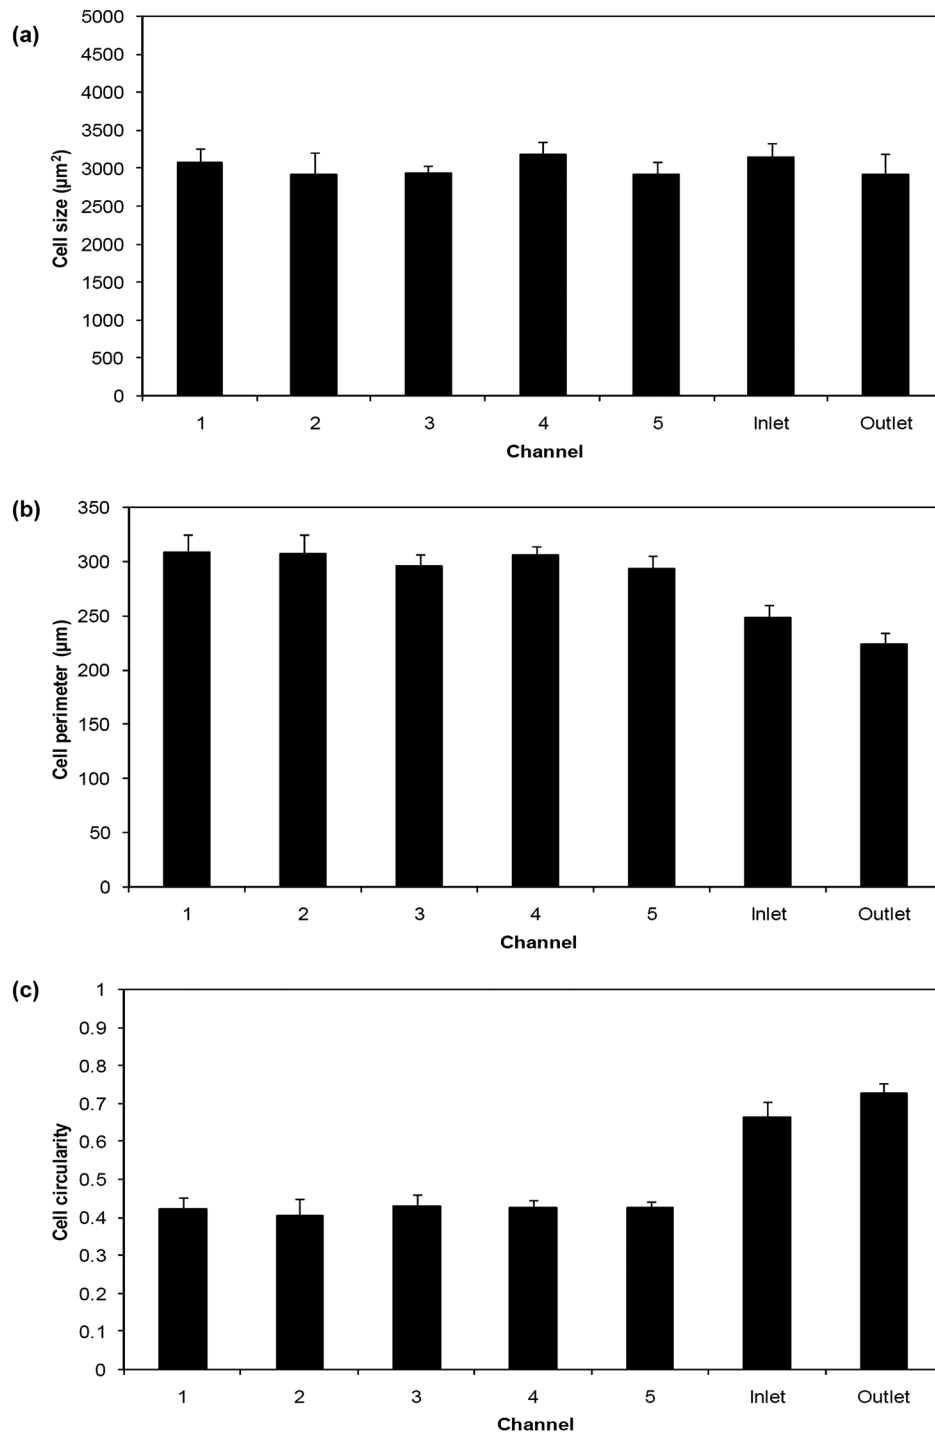 (a)
Cell size (µm²)
5000
4500
4000
3500
3000
2500
2000
1500
1000
500
0
1 2 3 4 5 Inlet Outlet
Channel
(b)
Cell perimeter (µm)
350
300
250
200
150
100
50
0
1 2 3 4 5 Inlet Outlet
Channel
(c)
Cell circularity
1
0.9
0.8
0.7
0.6
0.5
0.4
0.3
0.2
0.1
0
1 2 3 4 5 Inlet Outlet
Channel